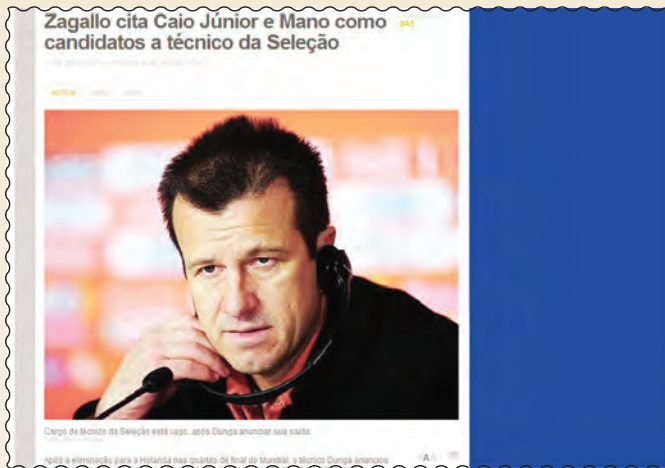 Zagallo cita Caio Júnior e Mano como
candidatos a técnico da Seleção
Cargo de técnico da Seleção está vago, após Dunga anunciar sua saída
Após a eliminação para a Holanda nas quartas de final do Mundial, o técnico Dunga anunciou
A